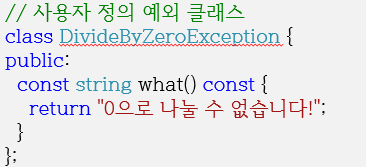 // 사용자 정의 예외 클래스
class DivideByZeroException {
public:
  const string what() const {
    return "0으로 나눌 수 없습니다!";
  }
};